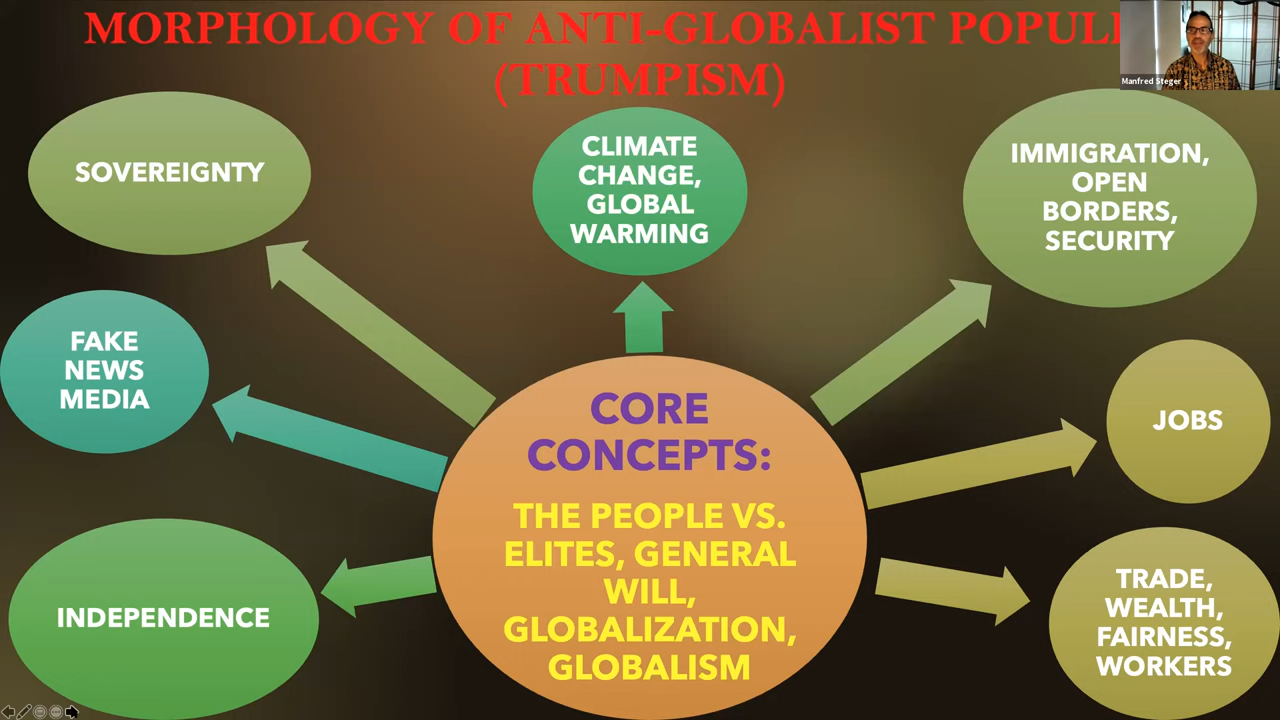 MORPHOLOGY OF ANTI-GLOBALIST
(TRUMPISM)
Manfred Steger
SOVEREIGNTY
CLIMATE
CHANGE,
GLOBAL
WARMING
IMMIGRATION,
OPEN
BORDERS,
SECURITY
FAKE
NEWS
MEDIA
JOBS
INDEPENDENCE
CORE
CONCEPTS:
THE PEOPLE VS.
ELITES, GENERAL
WILL,
GLOBALIZATION,
GLOBALISM
TRADE,
WEALTH,
FAIRNESS,
WORKERS